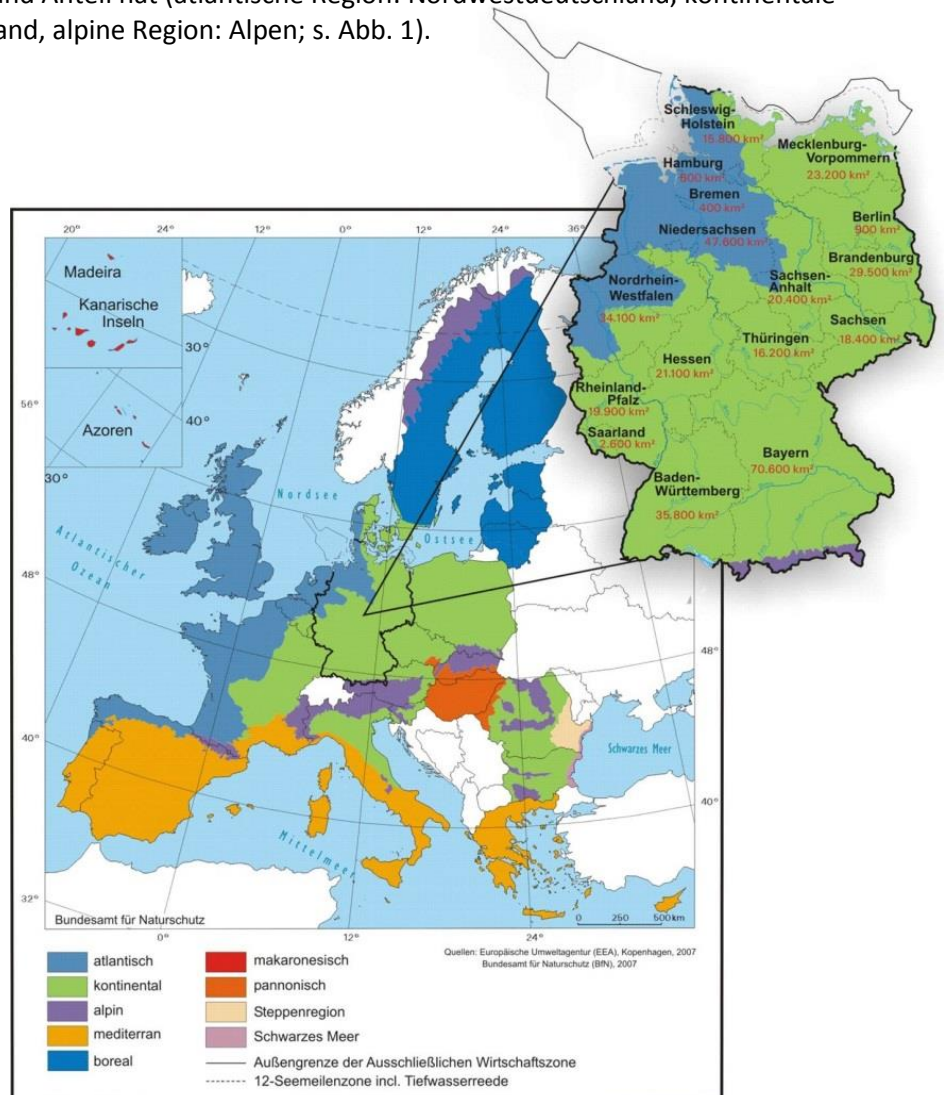 und Anteil hat (atlantische Region: Nordwestdeutschland, kontinentale
and, alpine Region: Alpen; s. Abb. 1).
Schleswig-
Holstein
15.800 km²
Mecklenburg-
Vorpommern
23.200 km²
Hamburg
800 km²
Bremen
400 km²
Niedersachsen
47.600 km²
Berlin
900 km²
Brandenburg
29.500 km²
Nordrhein-
Westfalen
34.100 km²
Sachsen-
Anhalt
20.400 km²
Sachsen
18.400 km²
Thüringen
16.200 km²
Hessen
21.100 km²
Rheinland-
Pfalz
19.900 km²
Saarland
2.600 km²
Bayern
70.600 km²
Baden-
Württemberg
35.800 km²
20° 24° 12° 0° 12° 24° 36°
Madeira
Kanarische
Inseln
30°
56°
40°
Azoren
30°
Nordsee
Ostsee
Atlantischer
Ozean
48°
48°
Schwarzes Meer
40°
40°
Mittelmeer
32°
Bundesamt für Naturschutz
0 250 500km
0° 12° 24°
Quellen: Europäische Umweltagentur (EEA), Kopenhagen, 2007
Bundesamt für Naturschutz (BfN), 2007
atlantisch
kontinental
alpin
mediterran
boreal
makaronesisch
pannonisch
Steppenregion
Schwarzes Meer
Außengrenze der Ausschließlichen Wirtschaftszone
12-Seemeilenzone incl. Tiefwasserreede